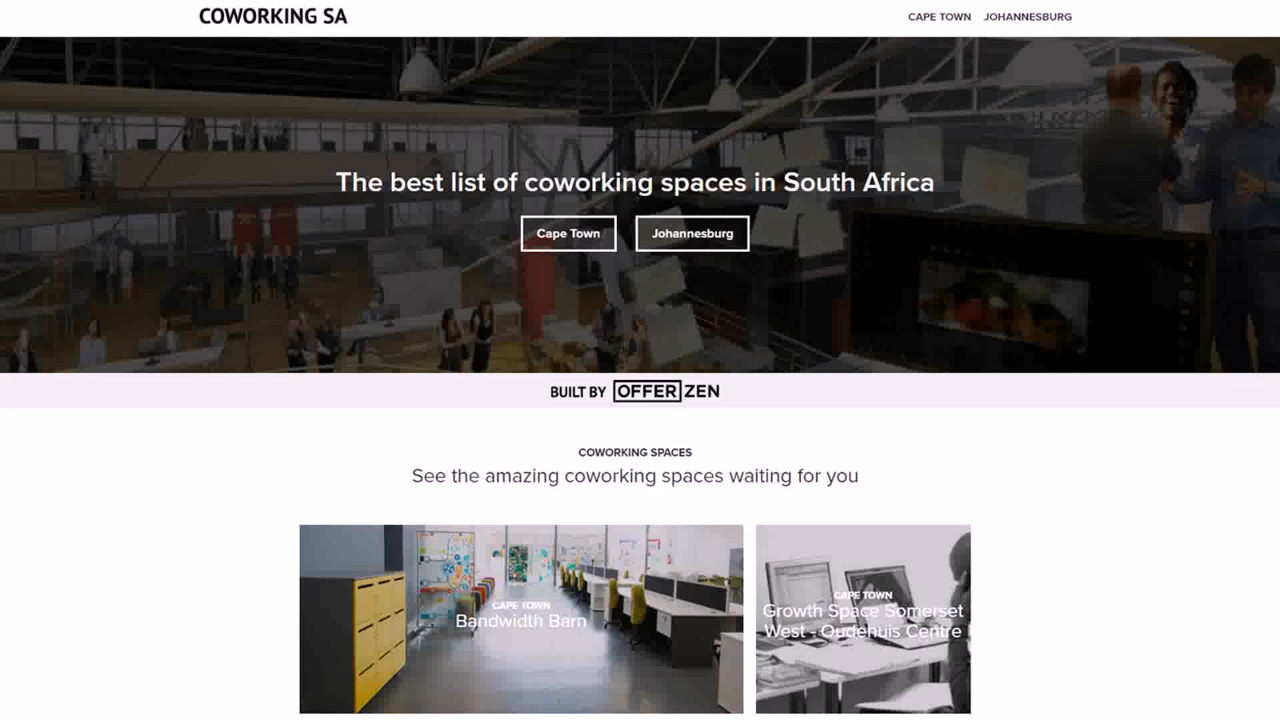 COWORKING SA
CAPE TOWN JOHANNESBURG
The best list of coworking spaces in South Africa
Cape Town Johannesburg
BUILT BY OFFERZEN
COWORKING SPACES
See the amazing coworking spaces waiting for you
CAPE TOWN
Bandwidth Barn
CAPE TOWN
Growth Space Somerset
West - Oudehuis Centre